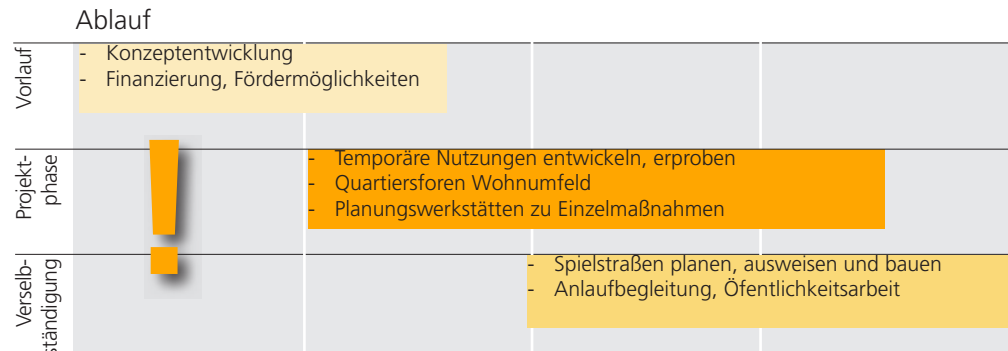 Ablauf
Vorlauf
- Konzeptentwicklung
- Finanzierung, Fördermöglichkeiten
Projekt-
phase
!
- Temporäre Nutzungen entwickeln, erproben
- Quartiersforen Wohnumfeld
- Planungswerkstätten zu Einzelmaßnahmen
Verselb-
ständigung
- Spielstraßen planen, ausweisen und bauen
- Anlaufbegleitung, Öfentlichkeitsarbeit